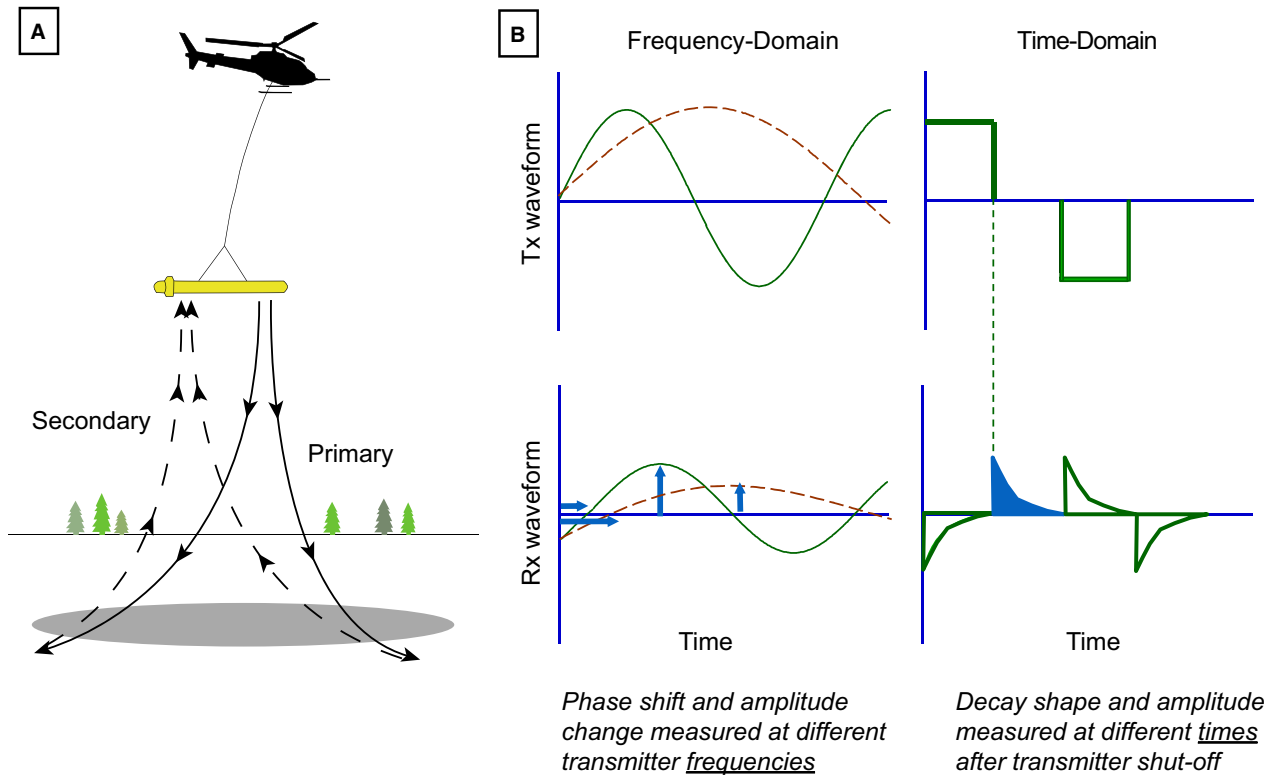 A
Secondary
Primary
B
Frequency-Domain
Time-Domain
Tx waveform
Rx waveform
Time
Time
Phase shift and amplitude
change measured at different
transmitter frequencies
Decay shape and amplitude
measured at different times
after transmitter shut-off